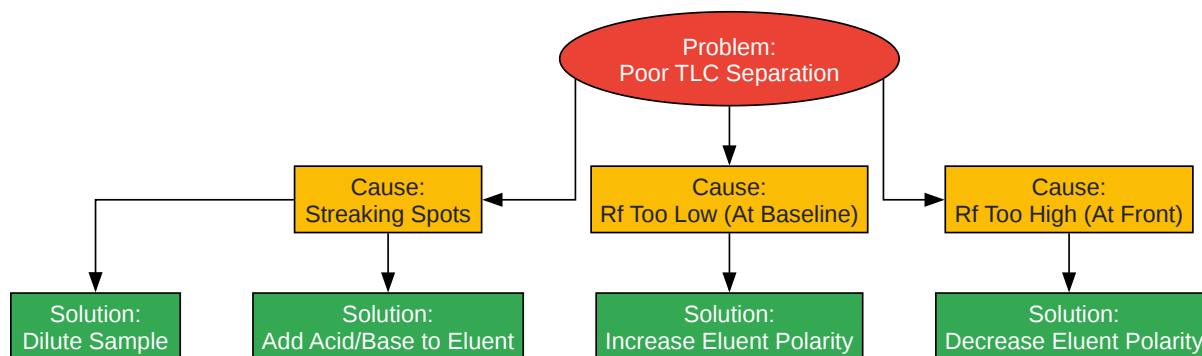 Problem:
Poor TLC Separation
Cause:
Streaking Spots
Cause:
Rf Too Low (At Baseline)
Cause:
Rf Too High (At Front)
Solution:
Dilute Sample
Solution:
Add Acid/Base to Eluent
Solution:
Increase Eluent Polarity
Solution:
Decrease Eluent Polarity